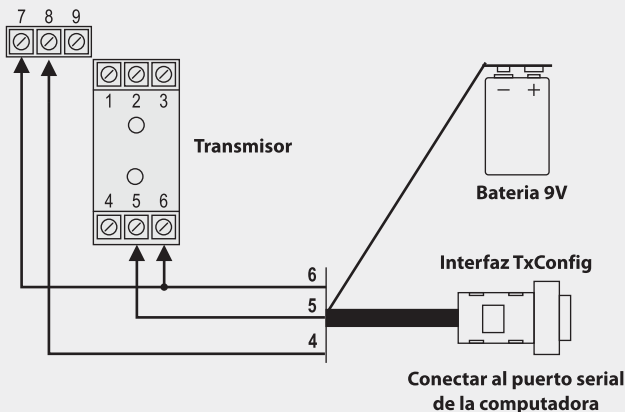 7 8 9
1 2 3
Transmisor
− +
Bateria 9V
4 5 6
6
Interfaz TxConfig
5
4
Conectar al puerto serial
de la computadora